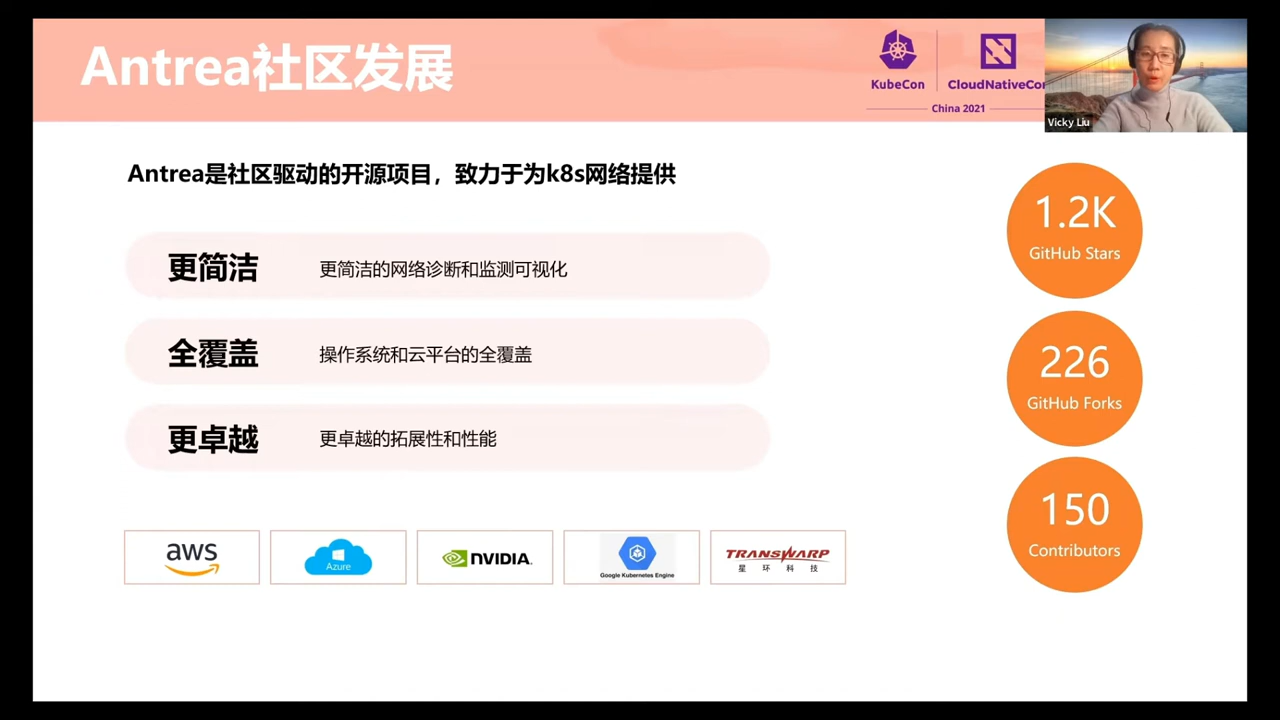 Antrea社区发展
KubeCon
CloudNativeCon
China 2021
Vicky Liu
Antrea是社区驱动的开源项目，致力于为k8s网络提供
更简洁
更简洁的网络诊断和监测可视化
全覆盖
操作系统和云平台的全覆盖
更卓越
更卓越的拓展性和性能
1.2K
GitHub Stars
226
GitHub Forks
150
Contributors
aws
Azure
NVIDIA.
Google Kubernetes Engine
TRANSWARP
星环科技